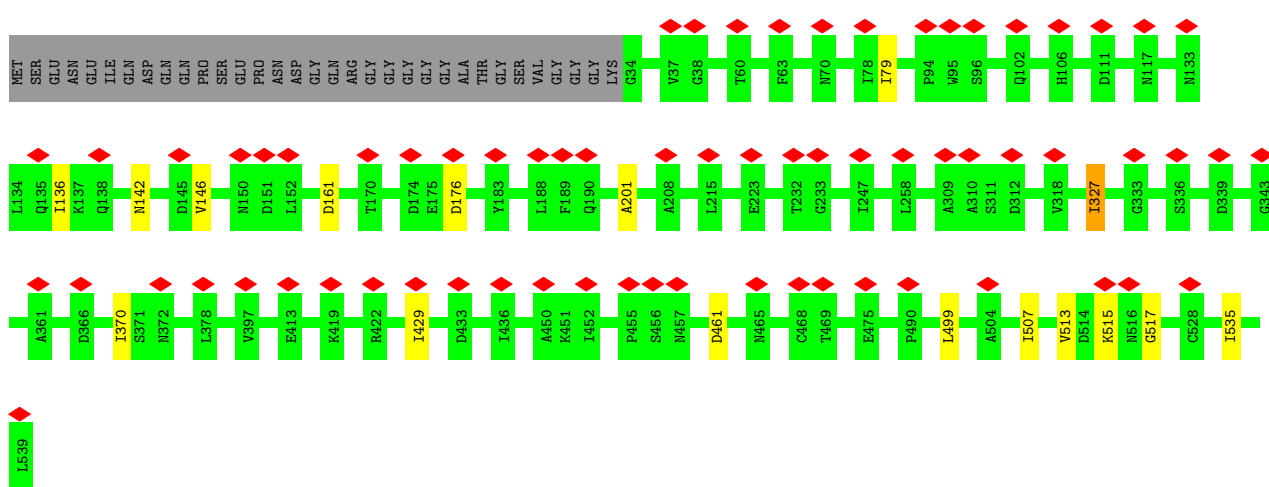 MET SER GLU ASN GLU ILE GLN ASP GLN GLN PRO SER GLU PRO ASN ASP GLY GLN ARG GLY GLY GLY GLY GLY ALA THR GLY SER VAL GLY GLY GLY LYS G34 V37 G38 T60 F63 N70 I78 I79 P94 W95 S96 Q102 H106 D111 N117 N133
L134 Q135 I136 K137 Q138 N142 D145 V146 N150 D151 L152 D161 T170 D174 E175 D176 Y183 L188 F189 Q190 A201 A208 L215 E223 T232 G233 I247 L258 A309 A310 S311 D312 V318 I327 G333 S336 D339 G343
A361 D366 I370 S371 N372 L378 V397 E413 K419 R422 I429 D433 I436 A450 K451 I452 P455 S456 N457 D461 N465 C468 T469 E475 P490 L499 A504 I507 V513 D514 K515 N516 G517 C528 I535
L539